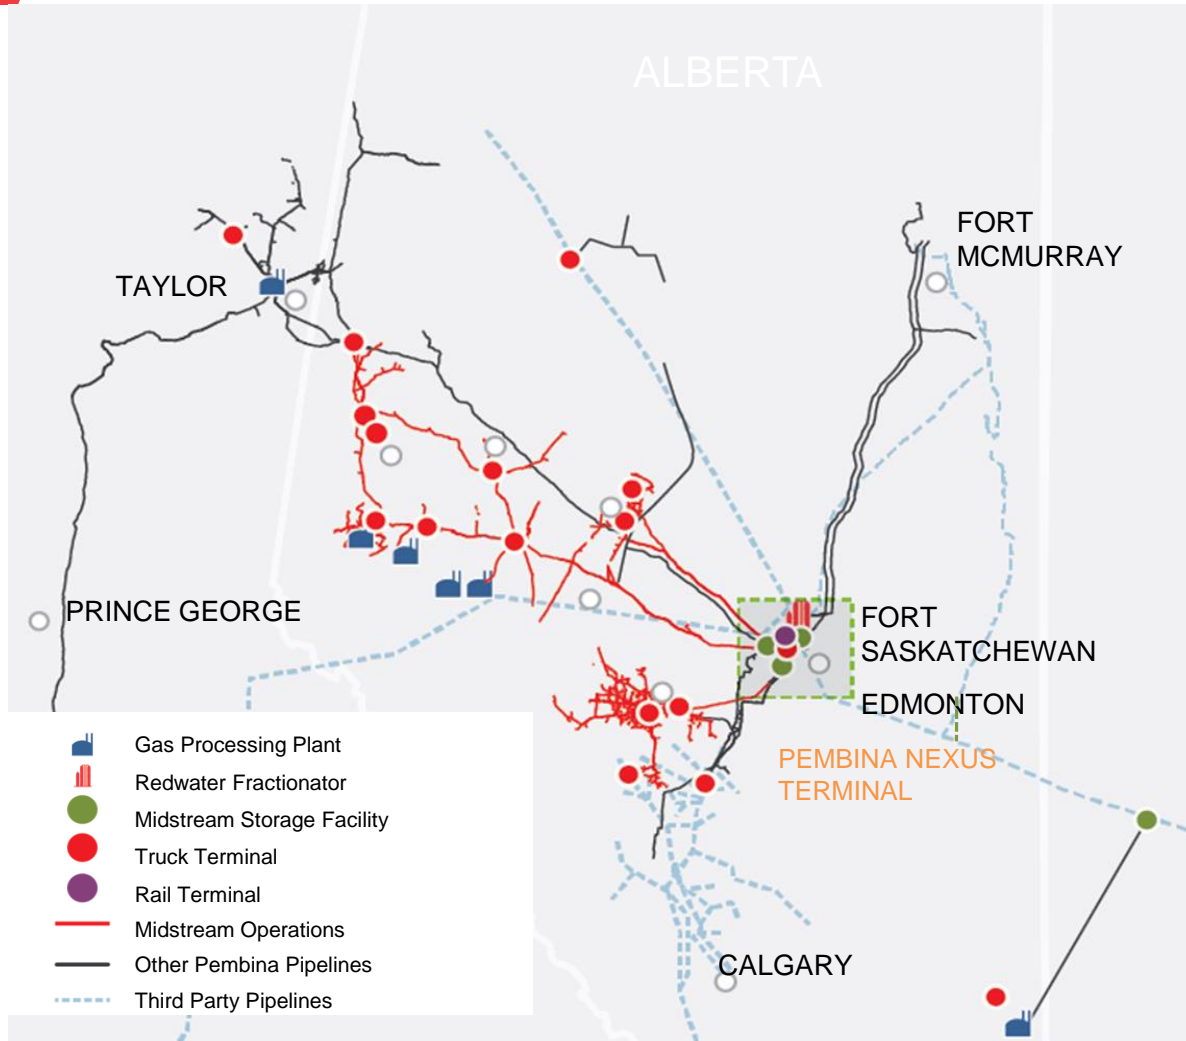 ALBERTA
FORT
MCMURRAY
TAYLOR
PRINCE GEORGE
FORT
SASKATCHEWAN
EDMONTON
PEMBINA NEXUS
TERMINAL
CALGARY
Gas Processing Plant
Redwater Fractionator
Midstream Storage Facility
Truck Terminal
Rail Terminal
Midstream Operations
Other Pembina Pipelines
Third Party Pipelines